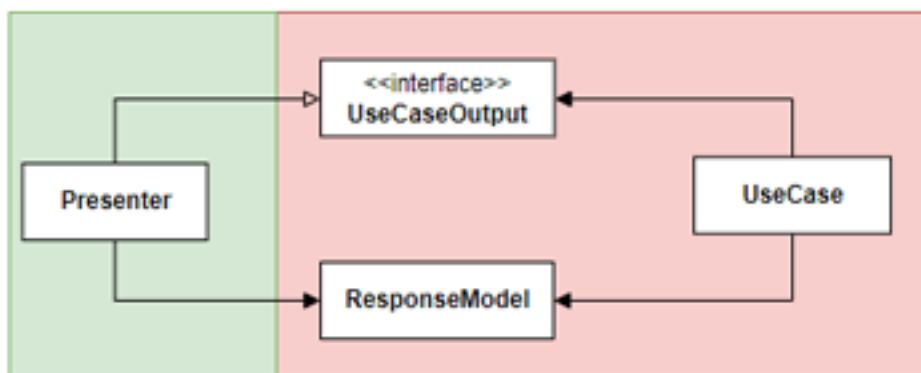 <<interface>>
UseCaseOutput
Presenter
UseCase
ResponseModel